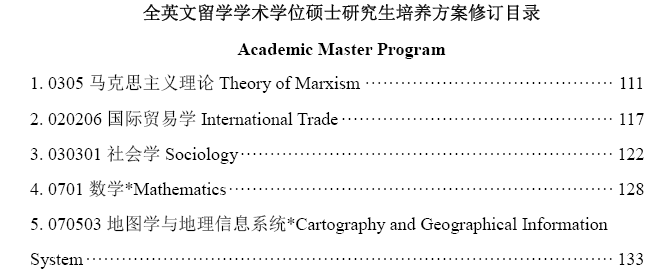 全英文留学学术学位硕士研究生培养方案修订目录
Academic Master Program
1. 0305 马克思主义理论 Theory of Marxism ········································ 111
2. 020206 国际贸易学 International Trade············································ 117
3. 030301 社会学 Sociology···························································· 122
4. 0701 数学*Mathematics······························································ 128
5. 070503 地图学与地理信息系统*Cartography and Geographical Information
System······················································································ 133